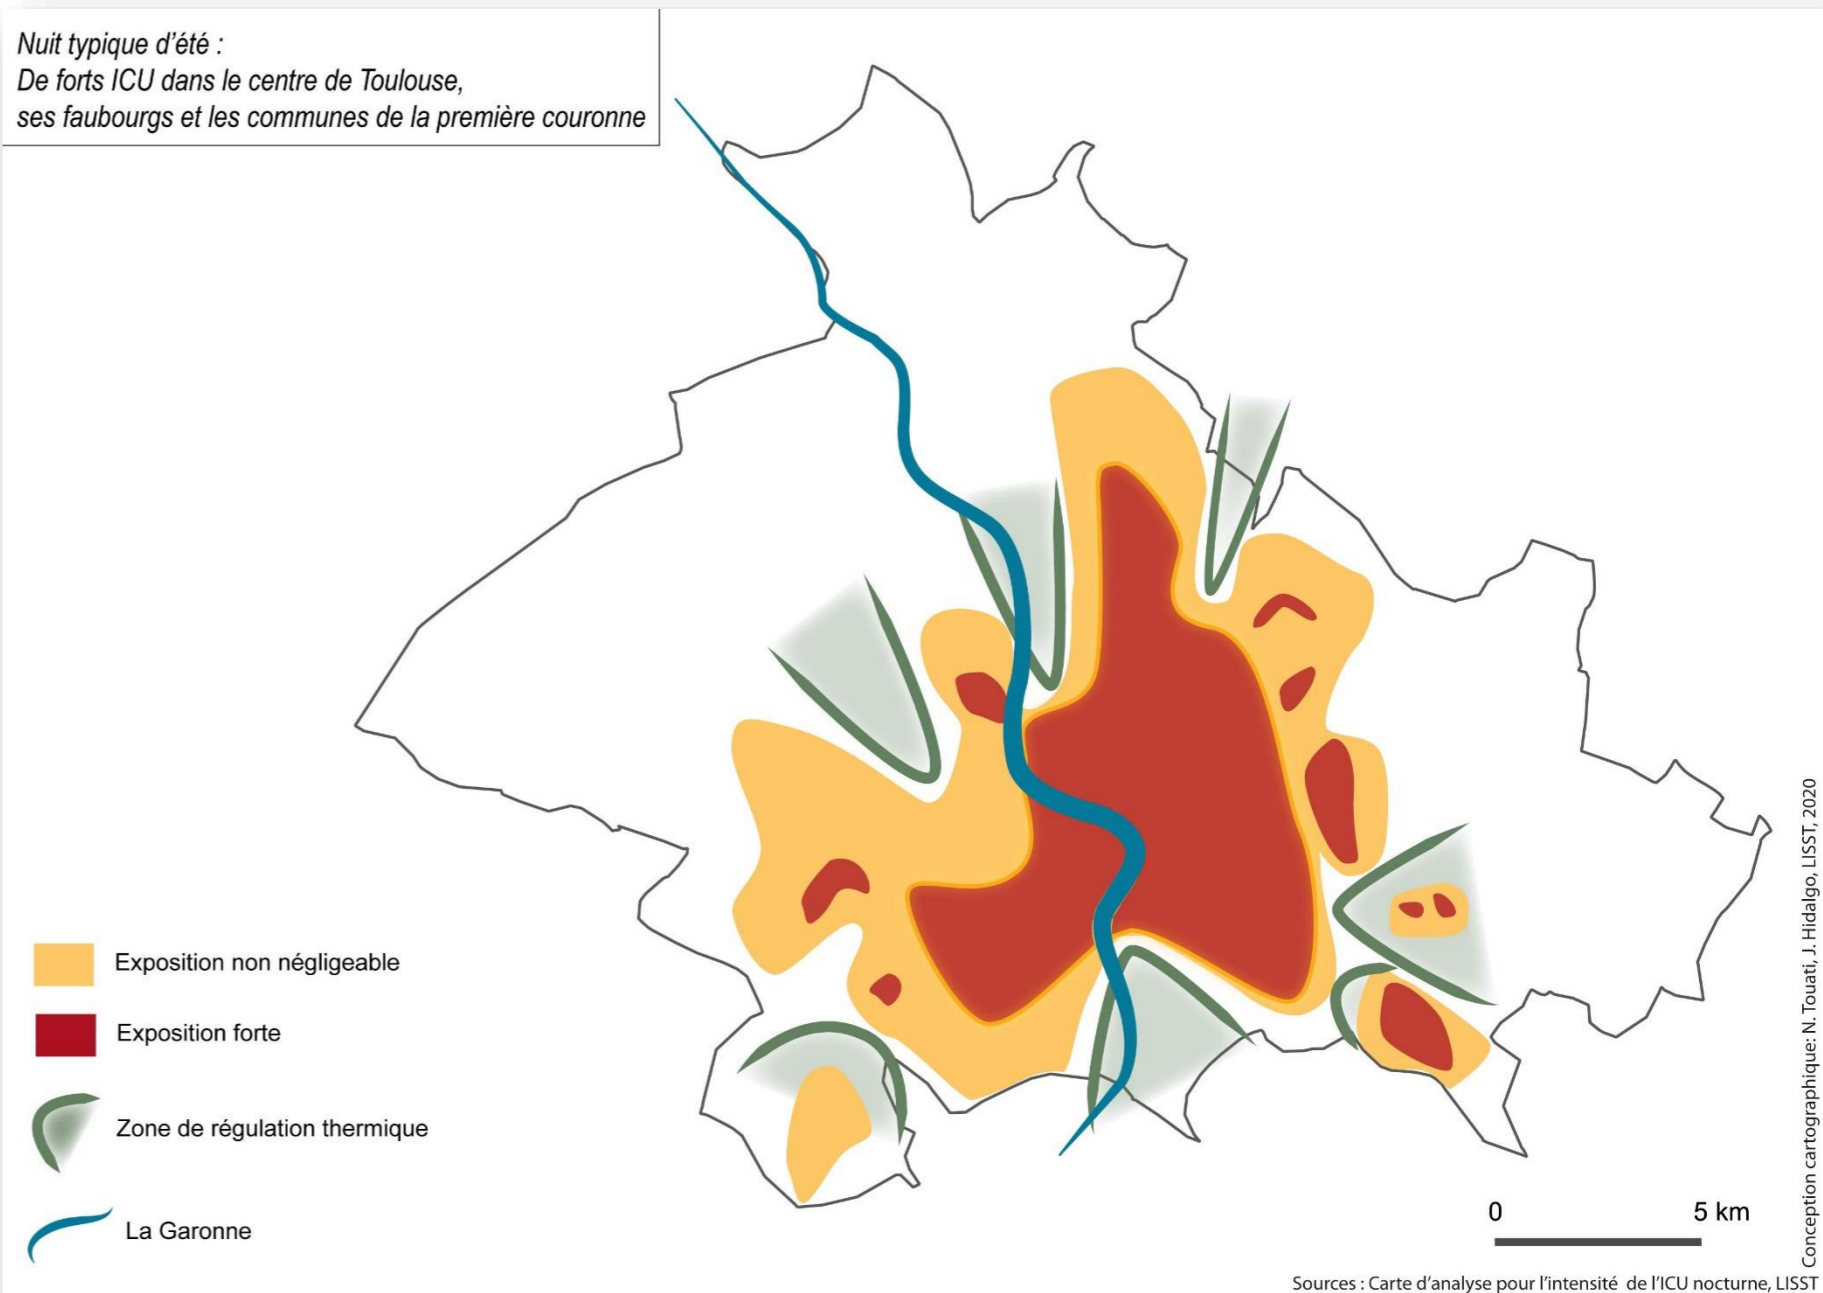 Nuit typique d'été :
De forts ICU dans le centre de Toulouse,
ses faubourgs et les communes de la première couronne
Exposition non négligeable
Exposition forte
Zone de régulation thermique
La Garonne
0 5 km
Conception cartographique: N. Touati, J. Hidalgo, LISST, 2020
Sources : Carte d'analyse pour l'intensité de l'ICU nocturne, LISST